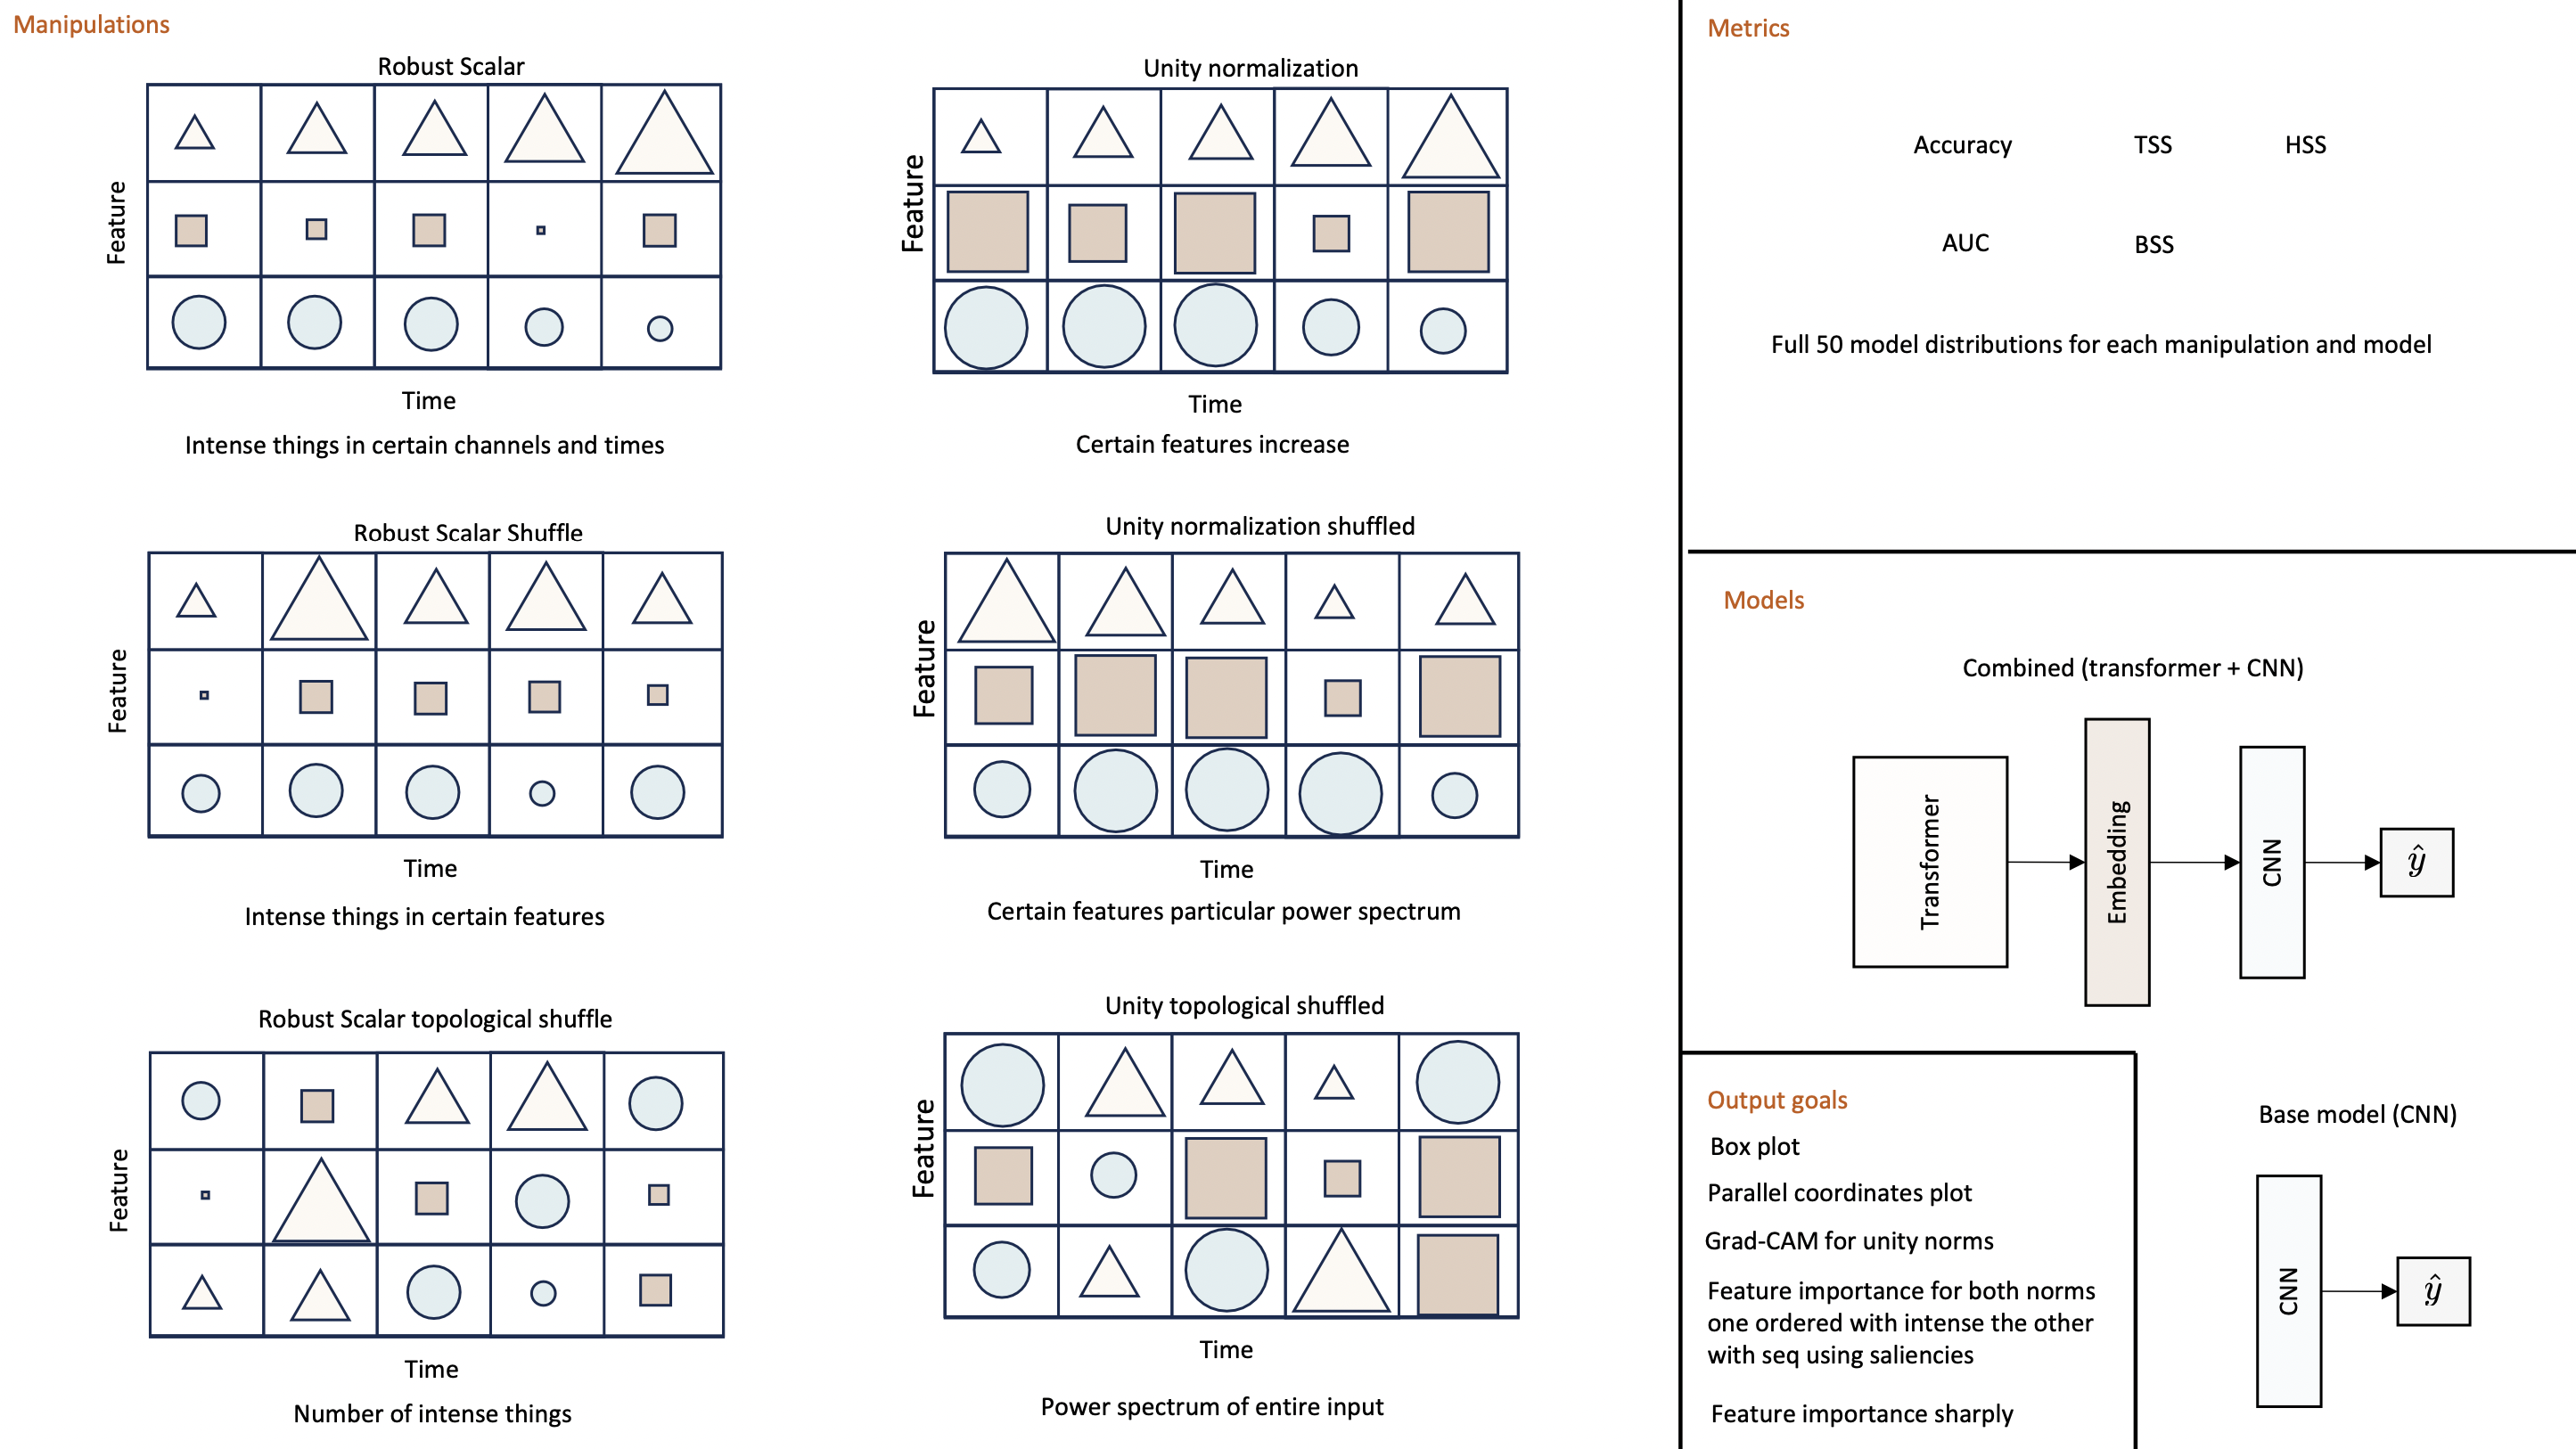 Manipulations
Robust Scalar
Feature
Time
Intense things in certain channels and times
Unity normalization
Feature
Time
Certain features increase
Robust Scalar Shuffle
Feature
Time
Intense things in certain features
Unity normalization shuffled
Feature
Time
Certain features particular power spectrum
Robust Scalar topological shuffle
Feature
Time
Number of intense things
Unity topological shuffled
Feature
Time
Power spectrum of entire input
Metrics
Accuracy TSS HSS
AUC BSS
Full 50 model distributions for each manipulation and model
Models
Combined (transformer + CNN)
Transformer
Embedding
CNN
ŷ
Output goals
Box plot
Parallel coordinates plot
Grad-CAM for unity norms
Feature importance for both norms
one ordered with intense the other
with seq using saliencies
Feature importance sharply
Base model (CNN)
CNN
ŷ